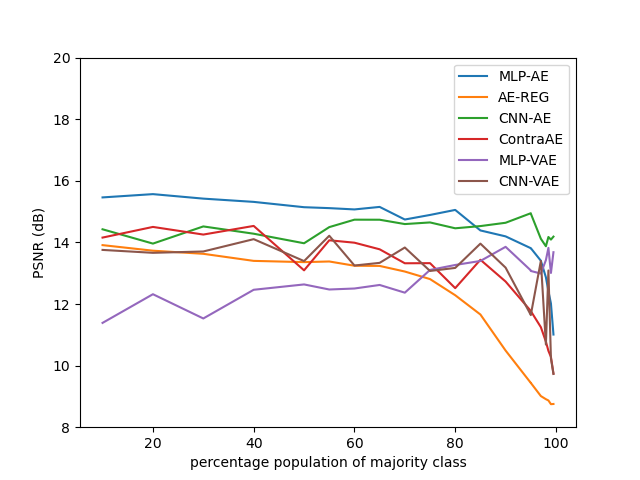 20
18
16
14
12
10
8
PSNR (dB)
MLP-AE
AE-REG
CNN-AE
ContraAE
MLP-VAE
CNN-VAE
20 40 60 80 100
percentage population of majority class